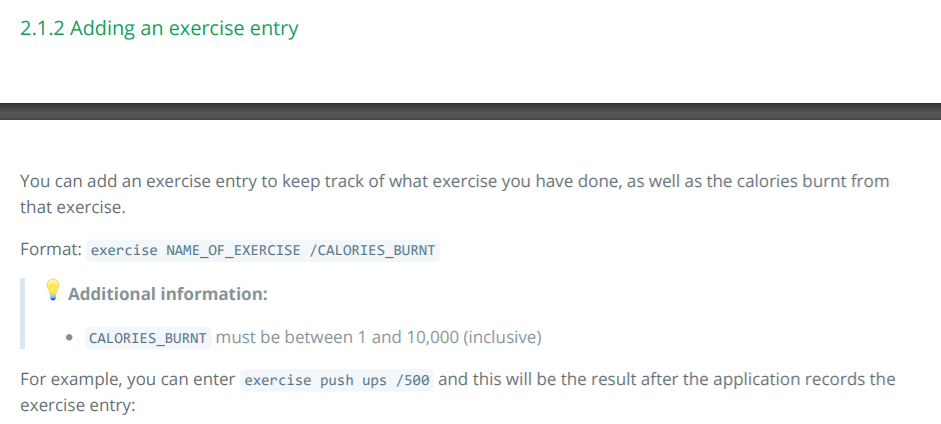 2.1.2 Adding an exercise entry
You can add an exercise entry to keep track of what exercise you have done, as well as the calories burnt from
that exercise.
Format: exercise NAME_OF_EXERCISE /CALORIES_BURNT
Additional information:
• CALORIES_BURNT must be between 1 and 10,000 (inclusive)
For example, you can enter exercise push ups /500 and this will be the result after the application records the
exercise entry: